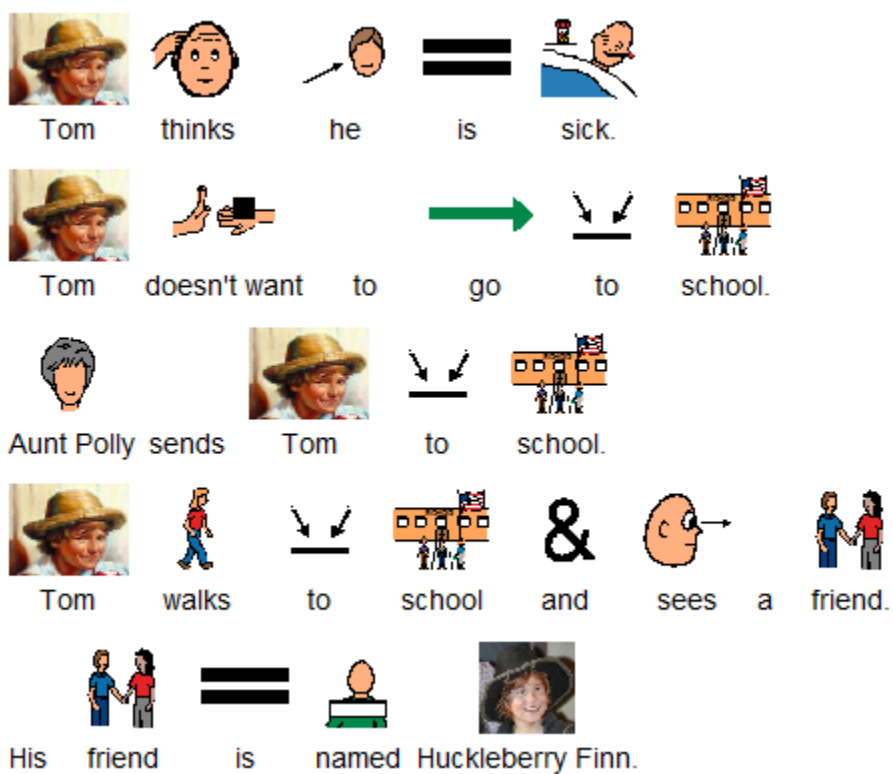 Tom thinks he is sick.
Tom doesn't want to go to school.
Aunt Polly sends Tom to school.
&
Tom walks to school and sees a friend.
His friend is named Huckleberry Finn.